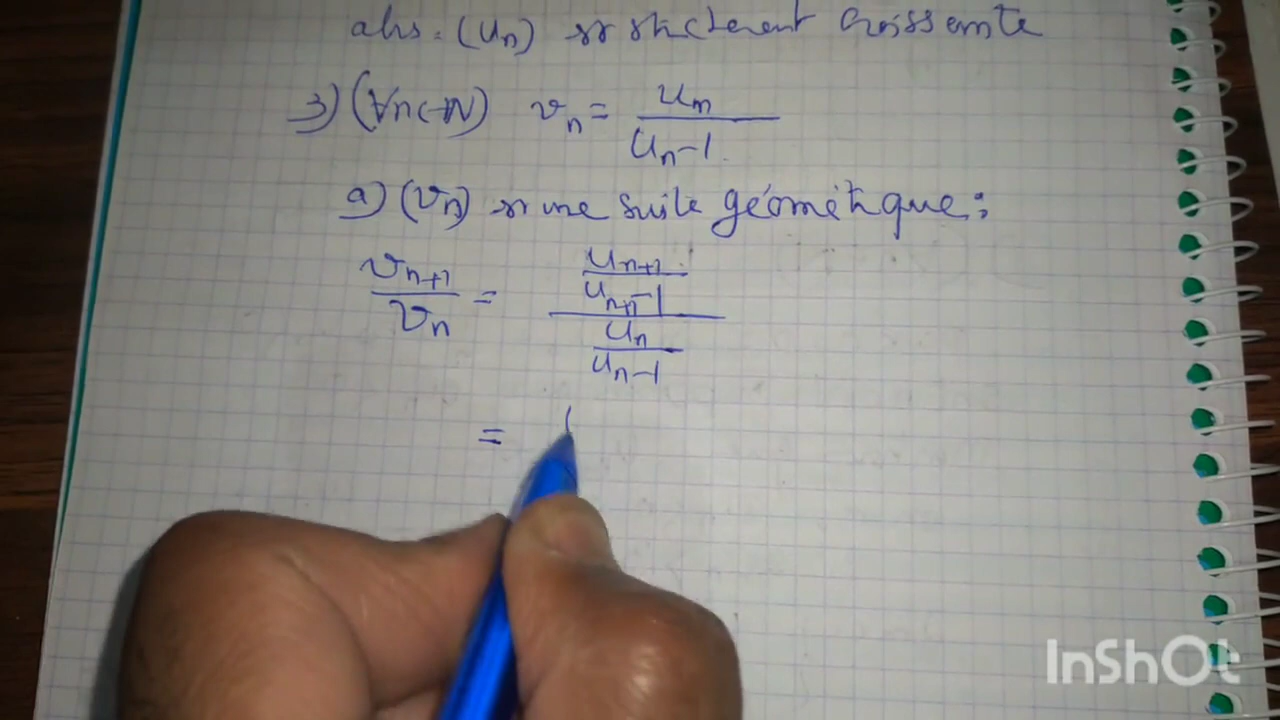 alors : (Un) est strictement croissante
3) (∀n∈N) vn = Un / Un-1
a) (Vn) est une suite géométrique :
Vn+1 / Vn = (Un+1 / Un+1-1) / (Un / Un-1)
= (
InShOt